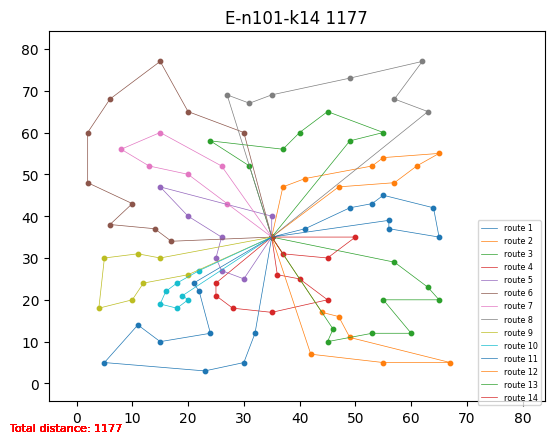 E-n101-k14 1177
80
70
60
50
40
30
20
10
0
0 10 20 30 40 50 60 70 80
route 1
route 2
route 3
route 4
route 5
route 6
route 7
route 8
route 9
route 10
route 11
route 12
route 13
route 14
Total distance: 1177